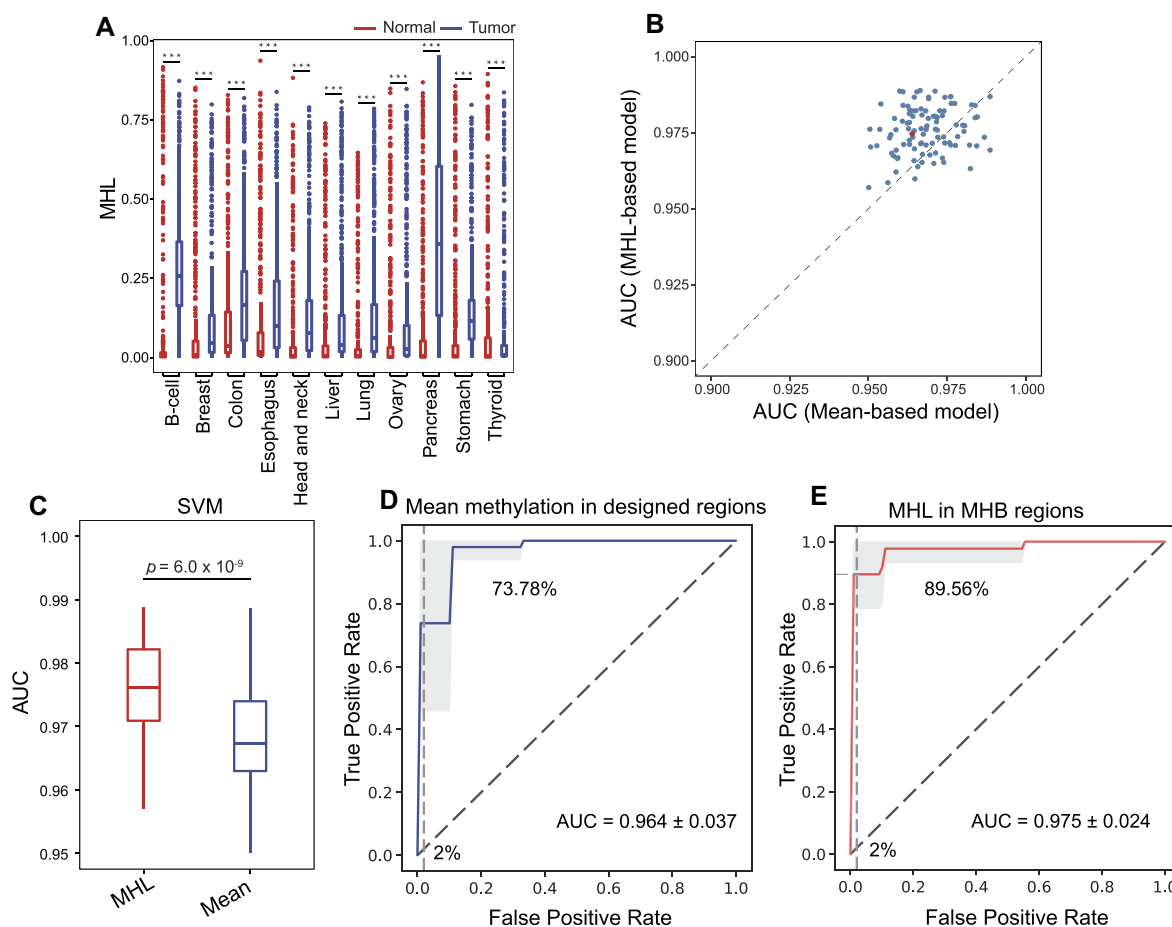 A
Normal Tumor
MHL
1.00
0.75
0.50
0.25
0.00
*** *** *** *** *** *** *** *** *** *** ***
B-cell
Breast
Colon
Esophagus
Head and neck
Liver
Lung
Ovary
Pancreas
Stomach
Thyroid
B
AUC (MHL-based model)
1.000
0.975
0.950
0.925
0.900
0.900 0.925 0.950 0.975 1.000
AUC (Mean-based model)
C
SVM
p = 6.0 x 10-9
AUC
1.00
0.99
0.98
0.97
0.96
0.95
MHL
Mean
D
Mean methylation in designed regions
True Positive Rate
1.0
0.8
0.6
0.4
0.2
0.0
73.78%
AUC = 0.964 ± 0.037
2%
0.0 0.2 0.4 0.6 0.8 1.0
False Positive Rate
E
MHL in MHB regions
True Positive Rate
1.0
0.8
0.6
0.4
0.2
0.0
89.56%
AUC = 0.975 ± 0.024
2%
0.0 0.2 0.4 0.6 0.8 1.0
False Positive Rate